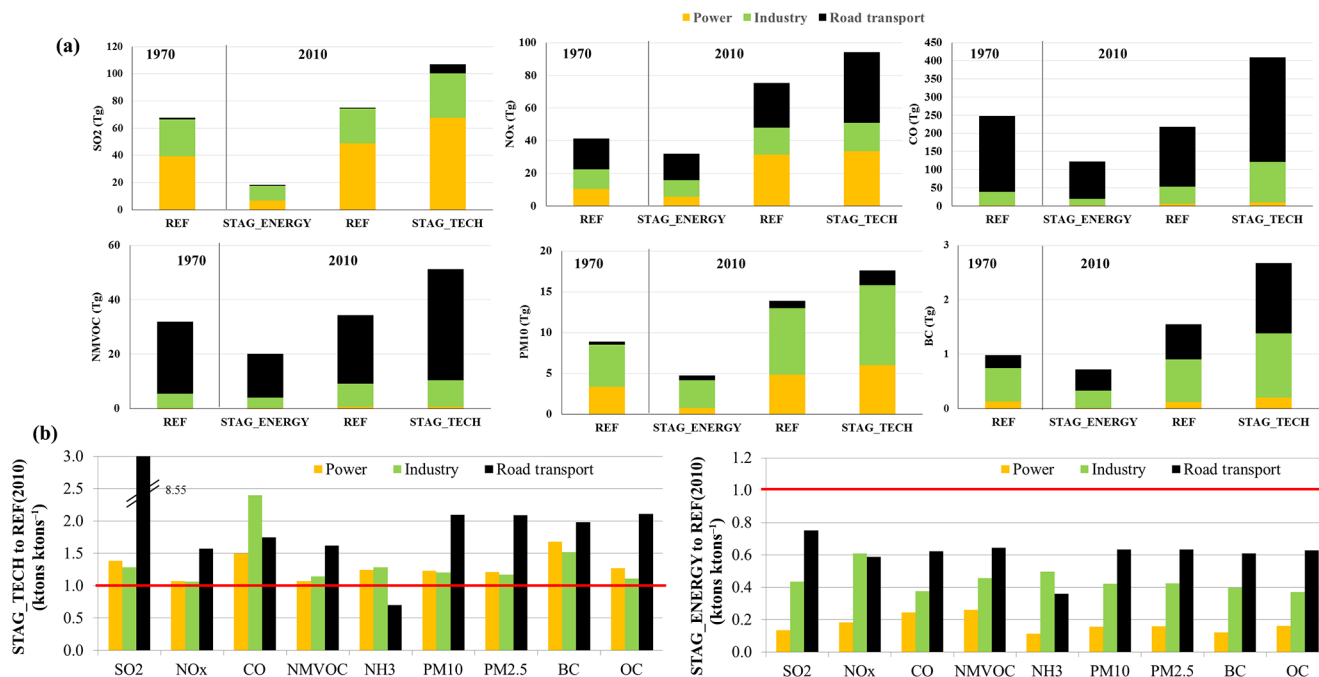 Power Industry Road transport
(a)
1970 2010
SO2 (Tg)
120
100
80
60
40
20
0
REF STAG_ENERGY REF STAG_TECH
1970 2010
NOx (Tg)
100
80
60
40
20
0
REF STAG_ENERGY REF STAG_TECH
1970 2010
CO (Tg)
450
400
350
300
250
200
150
100
50
0
REF STAG_ENERGY REF STAG_TECH
1970 2010
NMVOC (Tg)
60
40
20
0
REF STAG_ENERGY REF STAG_TECH
1970 2010
PM10 (Tg)
20
15
10
5
0
REF STAG_ENERGY REF STAG_TECH
1970 2010
BC (Tg)
3
2
1
0
REF STAG_ENERGY REF STAG_TECH
(b)
STAG_TECH to REF(2010)
(ktons ktons⁻¹)
3.0
2.5
2.0
1.5
1.0
0.5
0.0
Power Industry Road transport
8.55
SO2 NOx CO NMVOC NH3 PM10 PM2.5 BC OC
STAG_ENERGY to REF(2010)
(ktons ktons⁻¹)
1.2
1.0
0.8
0.6
0.4
0.2
0.0
Power Industry Road transport
SO2 NOx CO NMVOC NH3 PM10 PM2.5 BC OC